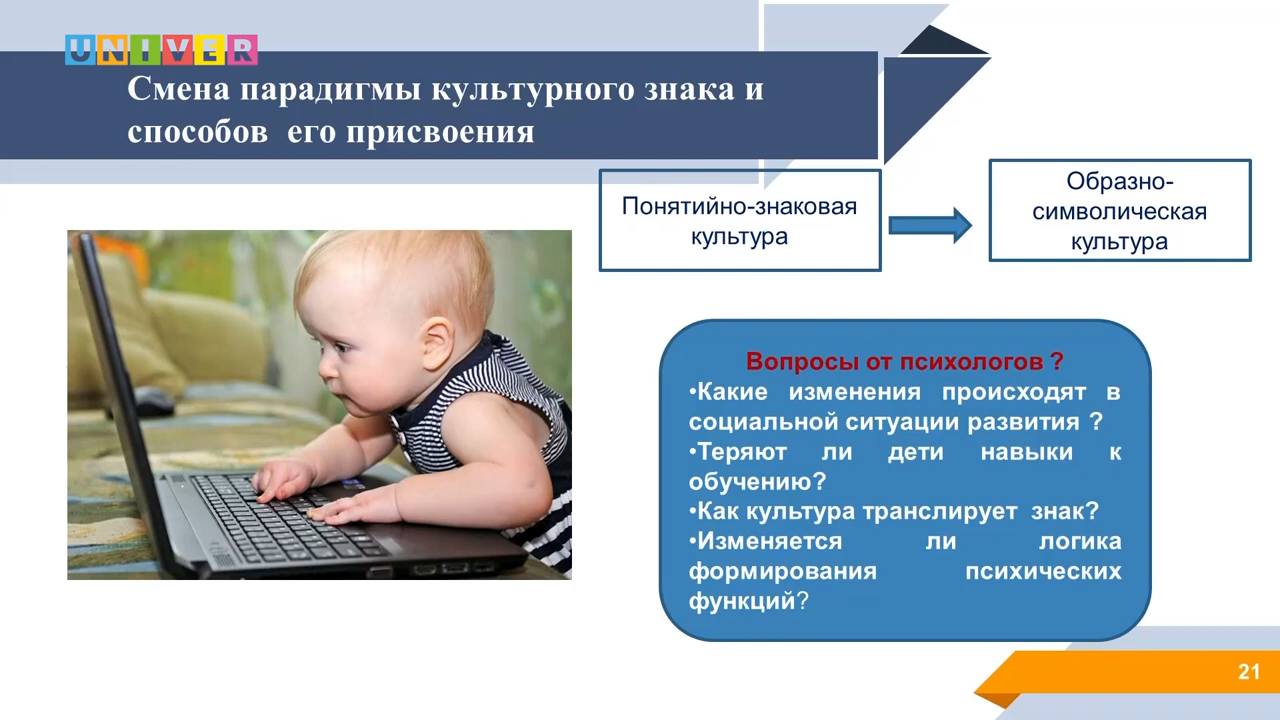 UNIVER
Смена парадигмы культурного знака и
способов его присвоения
Понятийно-знаковая
культура
Образно-
символическая
культура
Вопросы от психологов ?
•Какие изменения происходят в
социальной ситуации развития ?
•Теряют ли дети навыки к
обучению?
•Как культура транслирует знак?
•Изменяется ли логика
формирования психических
функций?
21